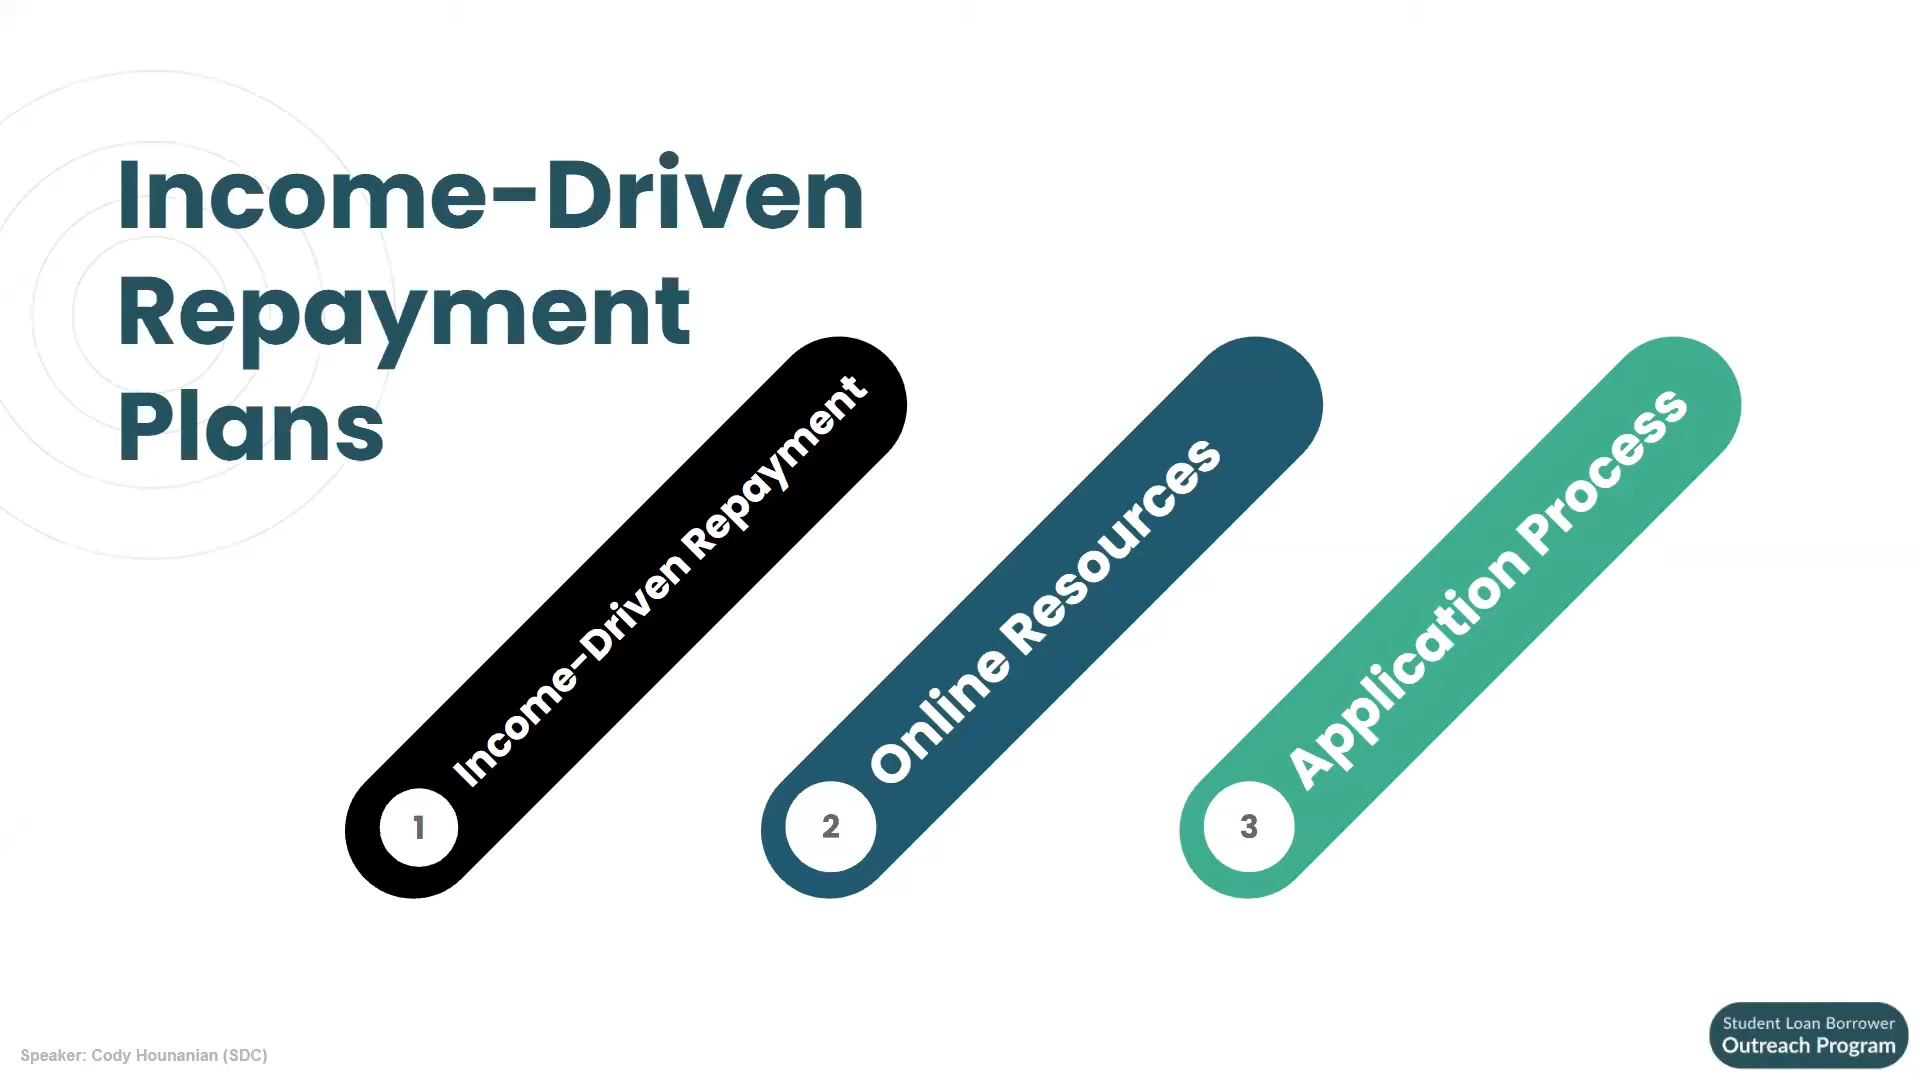 Income-Driven
Repayment
Plans
1
Income-Driven Repayment
2
Online Resources
3
Application Process
Speaker: Cody Hounanian (SDC)
Student Loan Borrower
Outreach Program